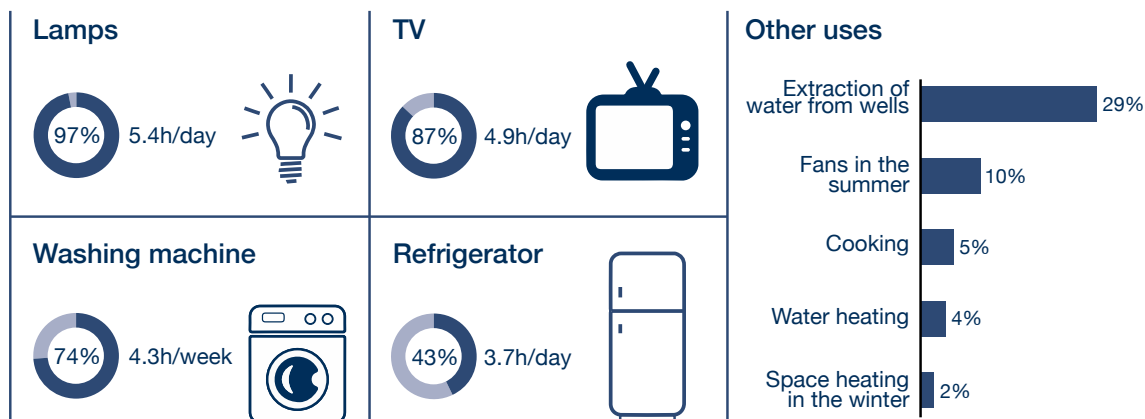 Lamps
97%
5.4h/day
TV
87%
4.9h/day
Washing machine
74%
4.3h/week
Refrigerator
43%
3.7h/day
Other uses
Extraction of
water from wells
29%
Fans in the
summer
10%
Cooking
5%
Water heating
4%
Space heating
in the winter
2%